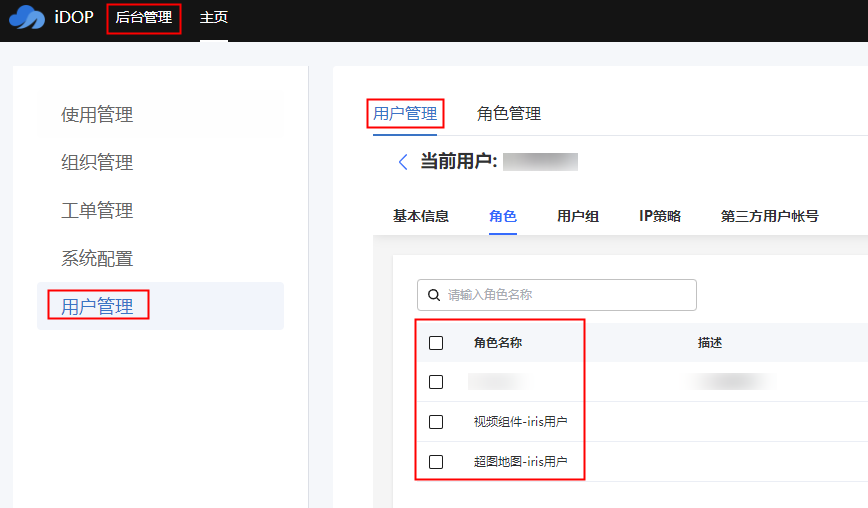 iDOP 后台管理 主页
使用管理
组织管理
工单管理
系统配置
用户管理
用户管理 角色管理
当前用户:
基本信息 角色 用户组 IP策略 第三方用户帐号
请输入角色名称
角色名称 描述
视频组件-iris用户
超图地图-iris用户